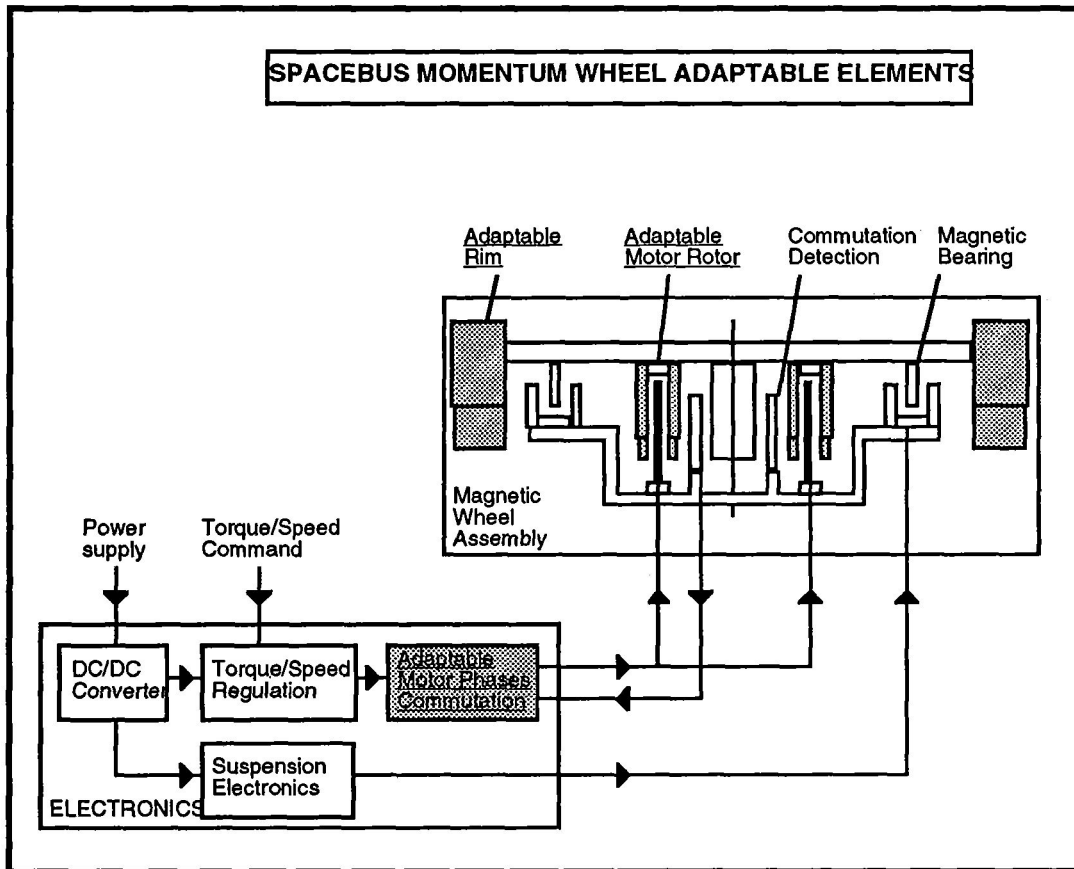 SPACEBUS MOMENTUM WHEEL ADAPTABLE ELEMENTS
Adaptable
Rim
Adaptable
Motor Rotor
Commutation
Detection
Magnetic
Bearing
Magnetic
Wheel
Assembly
Power
supply
Torque/Speed
Command
DC/DC
Converter
Torque/Speed
Regulation
Adaptable
Motor Phases
Commutation
Suspension
Electronics
ELECTRONICS